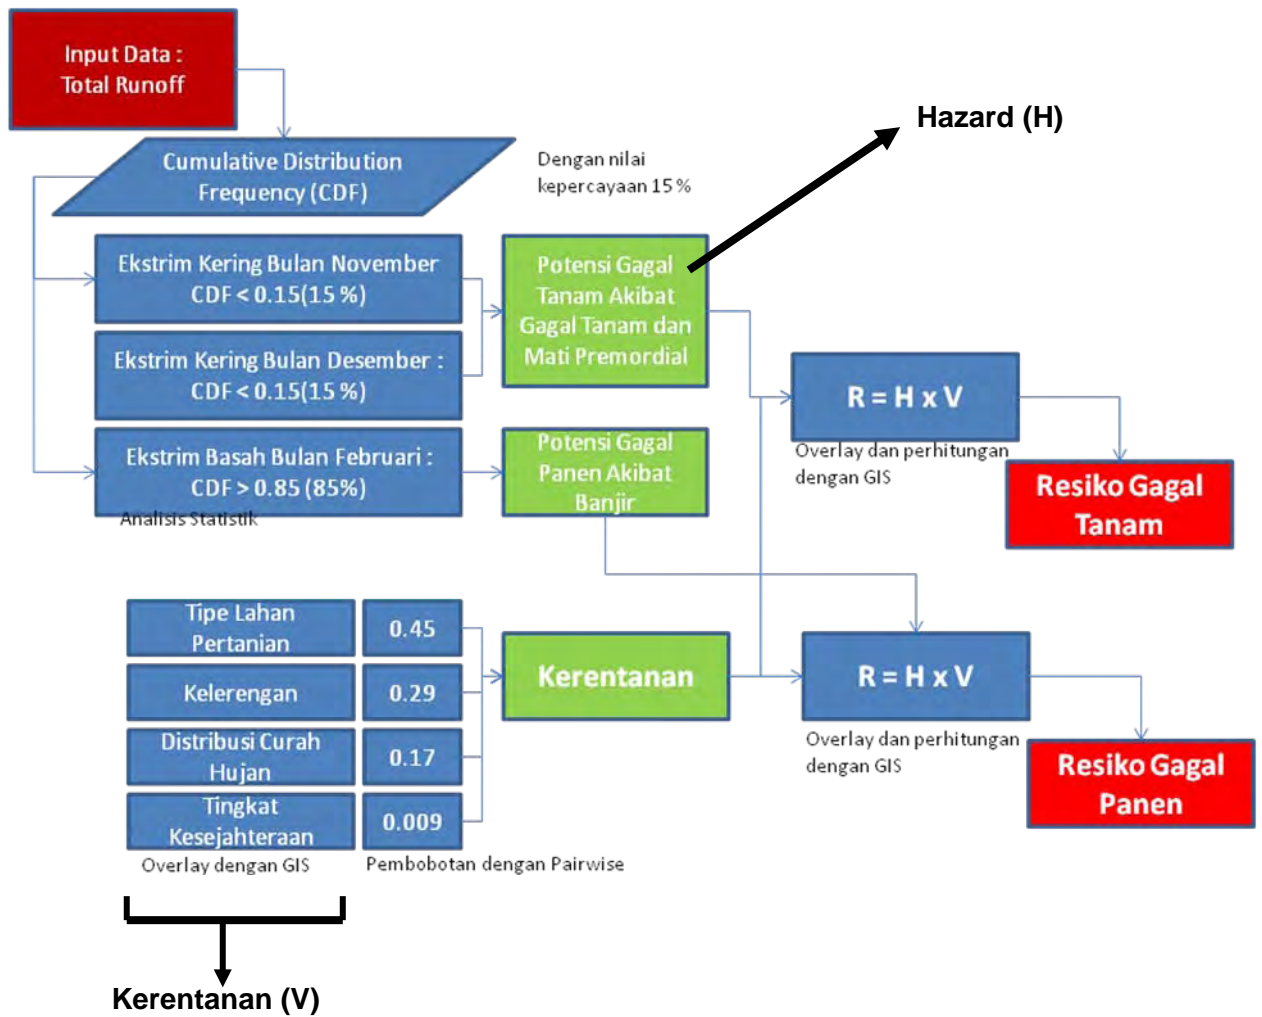 Input Data :
Total Runoff
Hazard (H)
Cumulative Distribution
Frequency (CDF)
Dengan nilai
kepercayaan 15 %
Ekstrim Kering Bulan November
CDF < 0.15(15 %)
Potensi Gagal
Tanam Akibat
Gagal Tanam dan
Mati Premordial
Ekstrim Kering Bulan Desember :
CDF < 0.15(15 %)
R = H x V
Overlay dan perhitungan
dengan GIS
Ekstrim Basah Bulan Februari :
CDF > 0.85 (85%)
Analisis Statistik
Potensi Gagal
Panen Akibat
Banjir
Resiko Gagal
Tanam
Tipe Lahan
Pertanian
0.45
Kelerengan
0.29
Distribusi Curah
Hujan
0.17
Tingkat
Kesejahteraan
0.009
Overlay dengan GIS
Pembobotan dengan Pairwise
Kerentanan
R = H x V
Overlay dan perhitungan
dengan GIS
Resiko Gagal
Panen
Kerentanan (V)